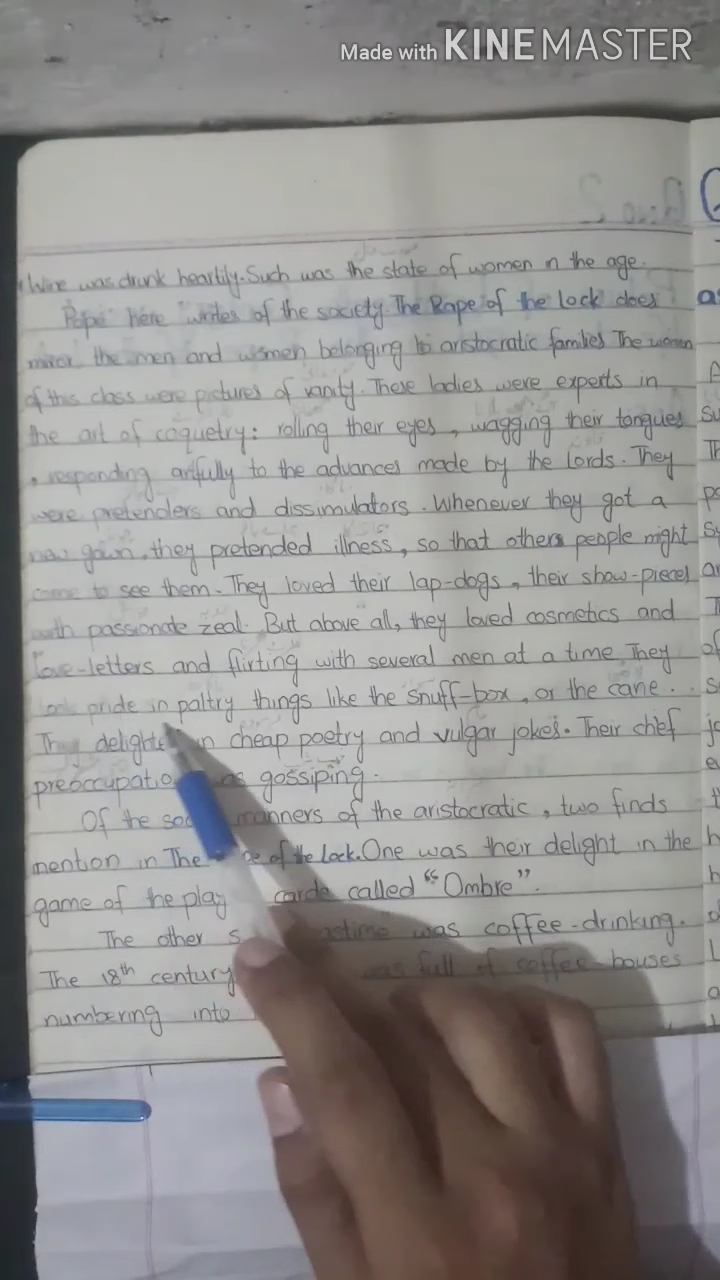 Made with KINEMASTER
Wine was drunk heartily. Such was the state of women n the age.
Pope here writes of the society. The Rape of the lock does
mirror the men and women belonging to aristocratic families The women
of this class were pictures of vanity. These ladies were experts in
the art of coquetry: rolling their eyes, wagging their tongues
, responding artfully to the advances made by the lords. They
were pretenders and dissimulators. Whenever they got a
new gown, they pretended illness, so that others people might
come to see them. They loved their lap-dogs, their show-pieces
with passionate zeal. But above all, they loved cosmetics and
love-letters and flirting with several men at a time They
took pride in paltry things like the snuff-box, or the cane.
They delighted in cheap poetry and vulgar jokes. Their chief
preoccupation was gossiping.
Of the social manners of the aristocratic, two finds
mention in The of the lock. One was their delight in the
game of the play cards called "Ombre".
The other was coffee-drinking.
The 18th century was full of coffee-houses
numbering into